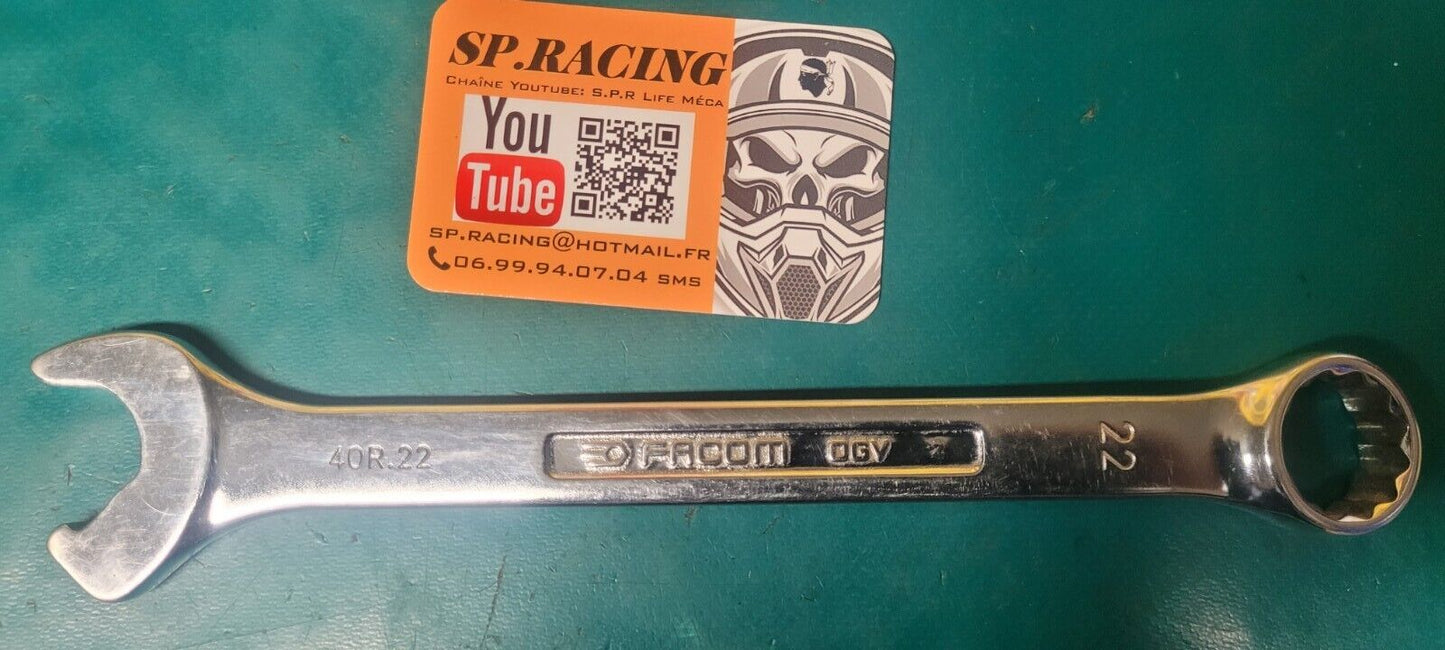 SP.RACING
Chaîne Youtube: S.P.R Life Méca
You
Tube
SP.RACING@HOTMAIL.FR
06.99.94.07.04 SMS
40R.22
FACOM OGV
22